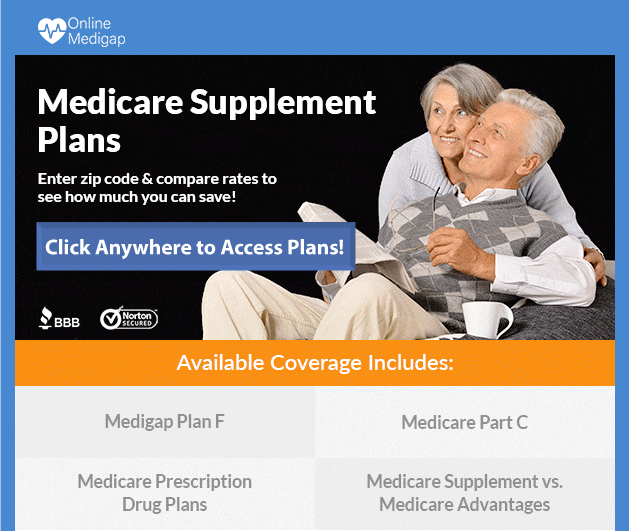 Online
Medigap
Medicare Supplement
Plans
Enter zip code & compare rates to
see how much you can save!
Click Anywhere to Access Plans!
BBB
Norton
SECURED
Available Coverage Includes:
Medigap Plan F
Medicare Part C
Medicare Prescription
Drug Plans
Medicare Supplement vs.
Medicare Advantages